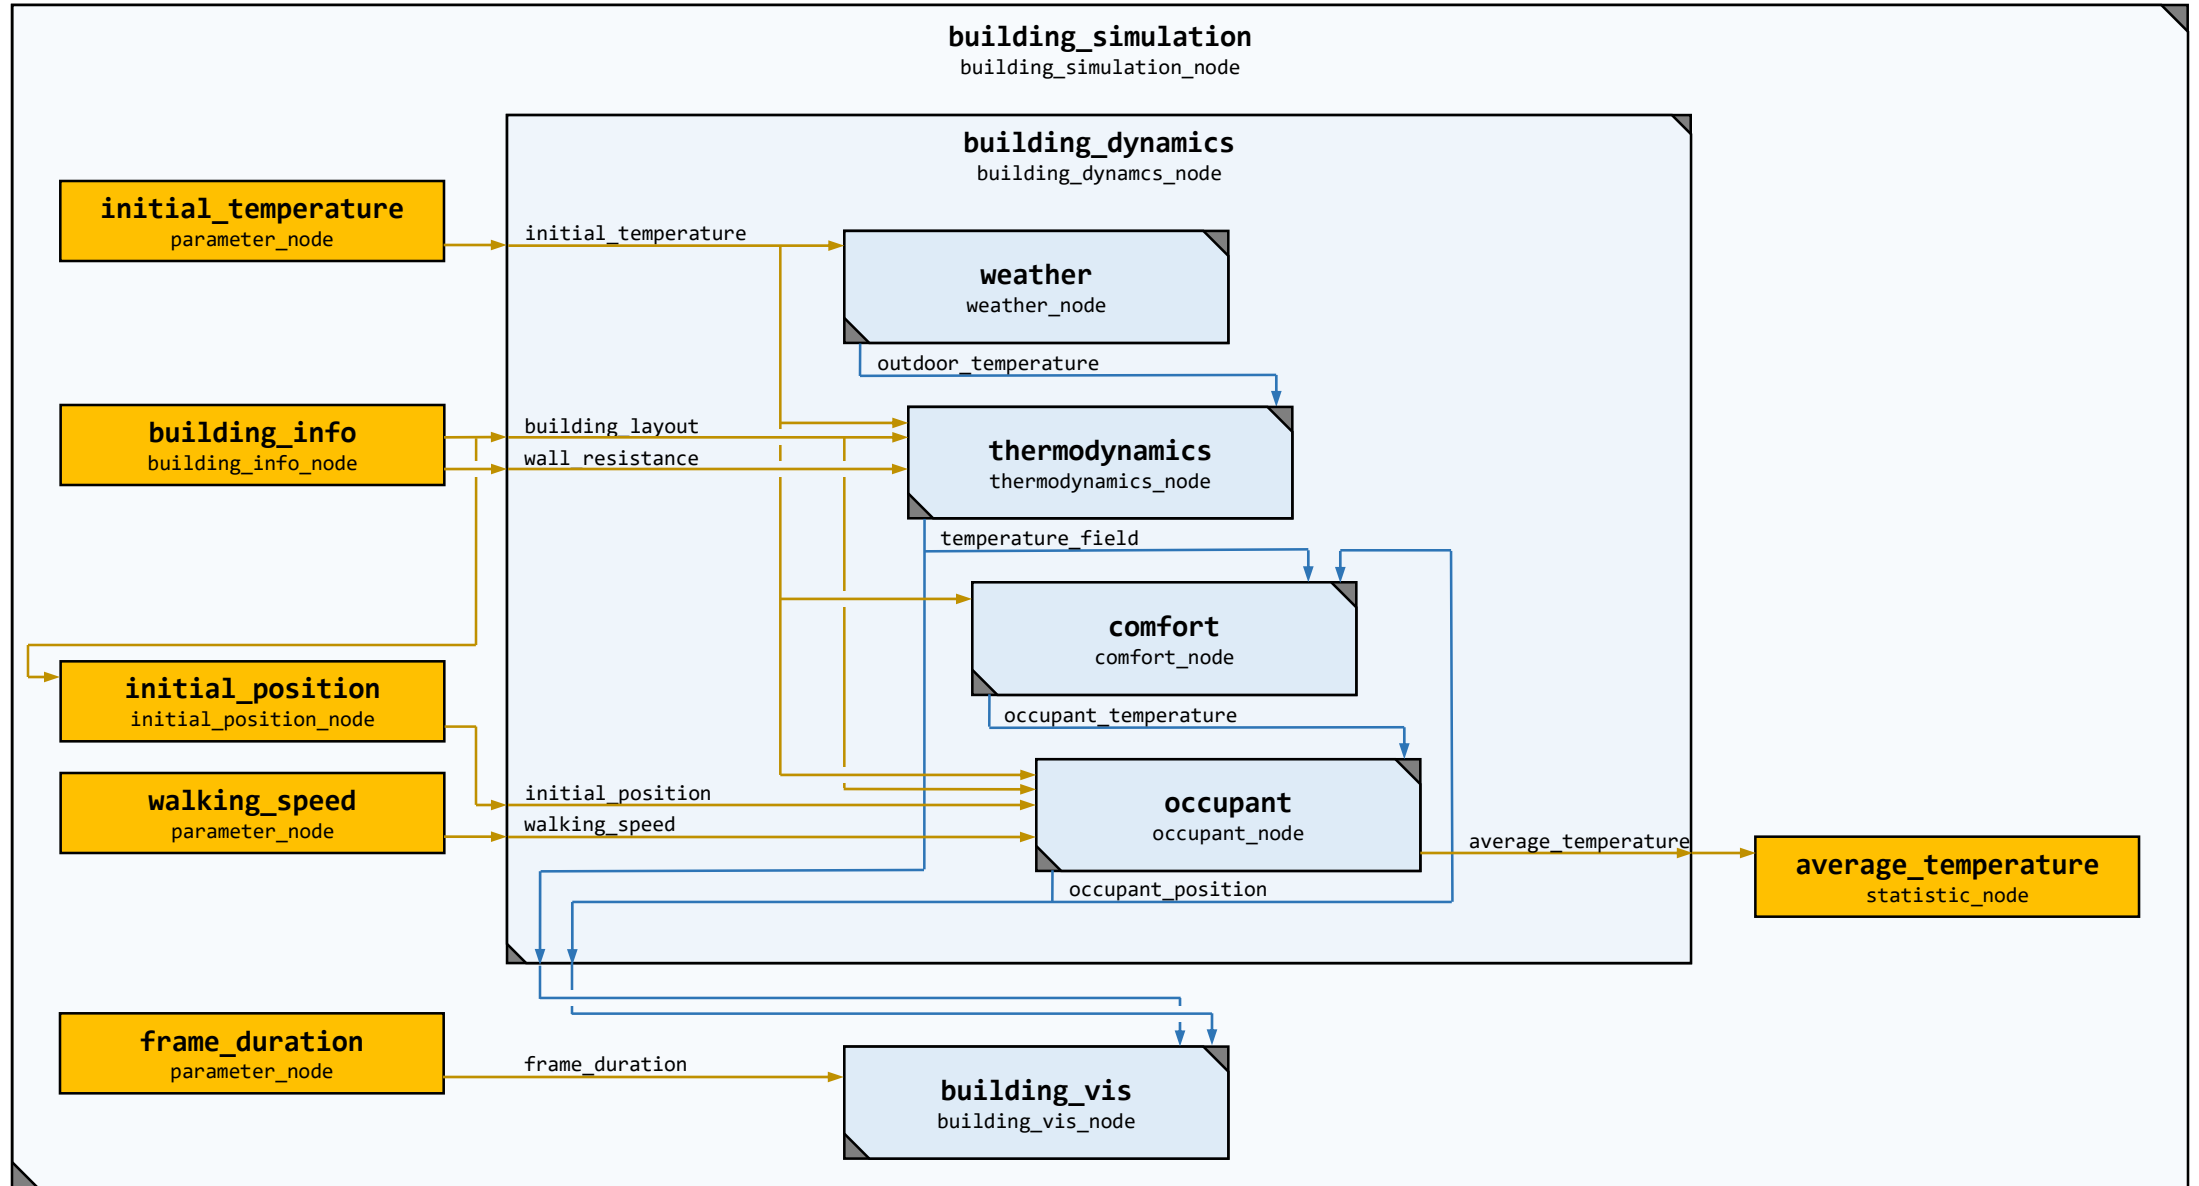 building_simulation
building_simulation_node
building_dynamics
building_dynamcs_node
initial_temperature
parameter_node
initial_temperature
weather
weather_node
outdoor_temperature
building_info
building_info_node
building_layout
wall_resistance
thermodynamics
thermodynamics_node
temperature_field
comfort
comfort_node
occupant_temperature
initial_position
initial_position_node
walking_speed
parameter_node
initial_position
walking_speed
occupant
occupant_node
average_temperature
average_temperature
statistic_node
occupant_position
frame_duration
parameter_node
frame_duration
building_vis
building_vis_node